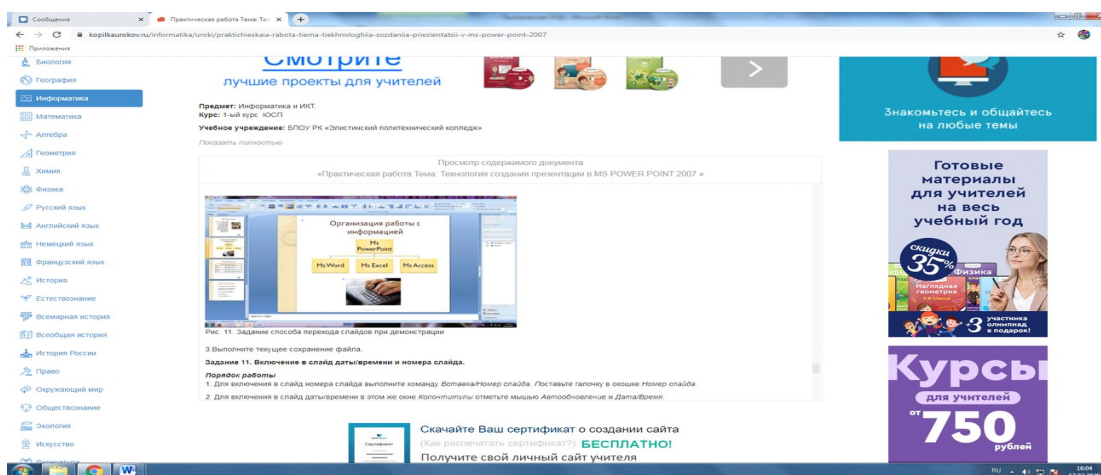 Сообщения
Практическая работа Тема: Тех
kopilkaurokov.ru/informatika/uroki/praktichieskaia-rabota-tiema-tiekhnologhiia-sozdaniia-priezientatsii-v-ms-power-point-2007
Приложения
Биология
География
Информатика
Математика
Алгебра
Геометрия
Химия
Физика
Русский язык
Английский язык
Немецкий язык
Французский язык
История
Естествознание
Всемирная история
Всеобщая история
История России
Право
Окружающий мир
Обществознание
Экология
Искусство
Литература
Смотрите
лучшие проекты для учителей
Предмет: Информатика и ИКТ.
Курс: 1-ый курс ЮСП
Учебное учреждение: БПОУ РК «Элистинский политехнический колледж»
Показать полностью
Просмотр содержимого документа
«Практическая работа Тема: Технология создания презентации в MS POWER POINT 2007 »
Организация работы с
информацией
Ms
PowerPoint
Ms Word Ms Excel Ms Access
Рис. 11. Задание способа перехода слайдов при демонстрации
3.Выполните текущее сохранение файла.
Задание 11. Включение в слайд даты/времени и номера слайда.
Порядок работы
1. Для включения в слайд номера слайда выполните команду Вставка/Номер слайда. Поставьте галочку в окошке Номер слайда.
2. Для включения в слайд даты/времени в этом же окне Колонтитулы отметьте мышью Автообновление и Дата/Время.
Сертификат
Скачайте Ваш сертификат о создании сайта
(Как распечатать сертификат?) БЕСПЛАТНО!
Получите свой личный сайт учителя
Знакомьтесь и общайтесь
на любые темы
Готовые
материалы
для учителей
на весь
учебный год
скидки
35%
Физика
Наглядная
геометрия
3 участника
олимпиад
в подарок!
Курсы
для учителей
от 750
рублей
RU
16:04